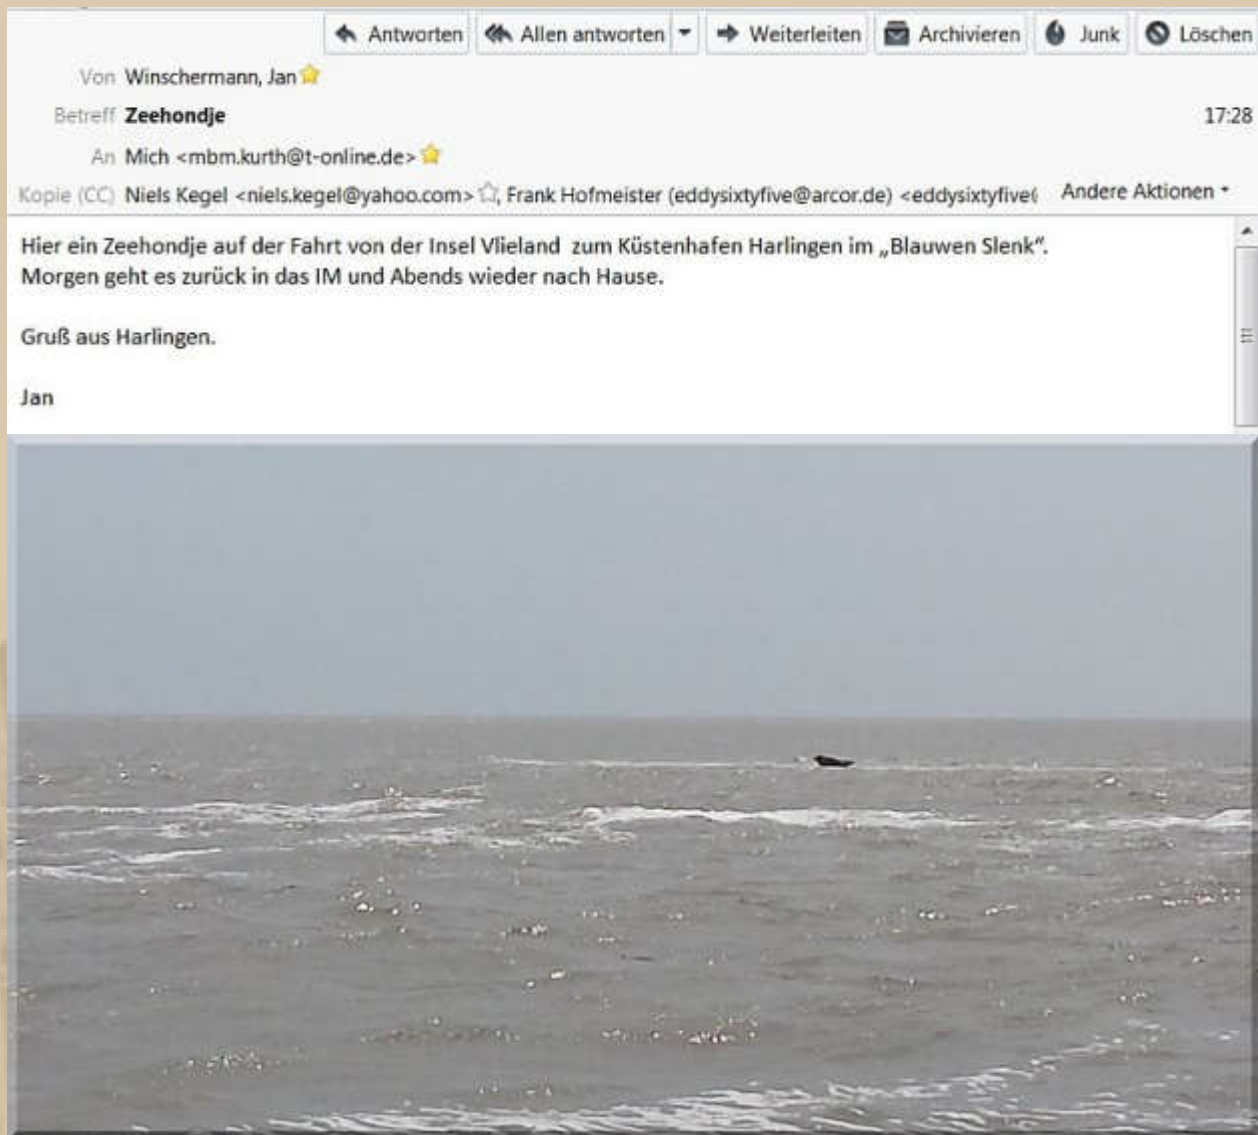 Antworten Allen antworten Weiterleiten Archivieren Junk Löschen
Von Winschermann, Jan
Betreff Zeehondje 17:28
An Mich <mbm.kurth@t-online.de>
Kopie (CC) Niels Kegel <niels.kegel@yahoo.com>, Frank Hofmeister (eddysixtyfive@arcor.de) <eddysixtyfive Andere Aktionen
Hier ein Zeehondje auf der Fahrt von der Insel Vlieland zum Küstenhafen Harlingen im „Blauwen Slenk“.
Morgen geht es zurück in das IM und Abends wieder nach Hause.
Gruß aus Harlingen.
Jan